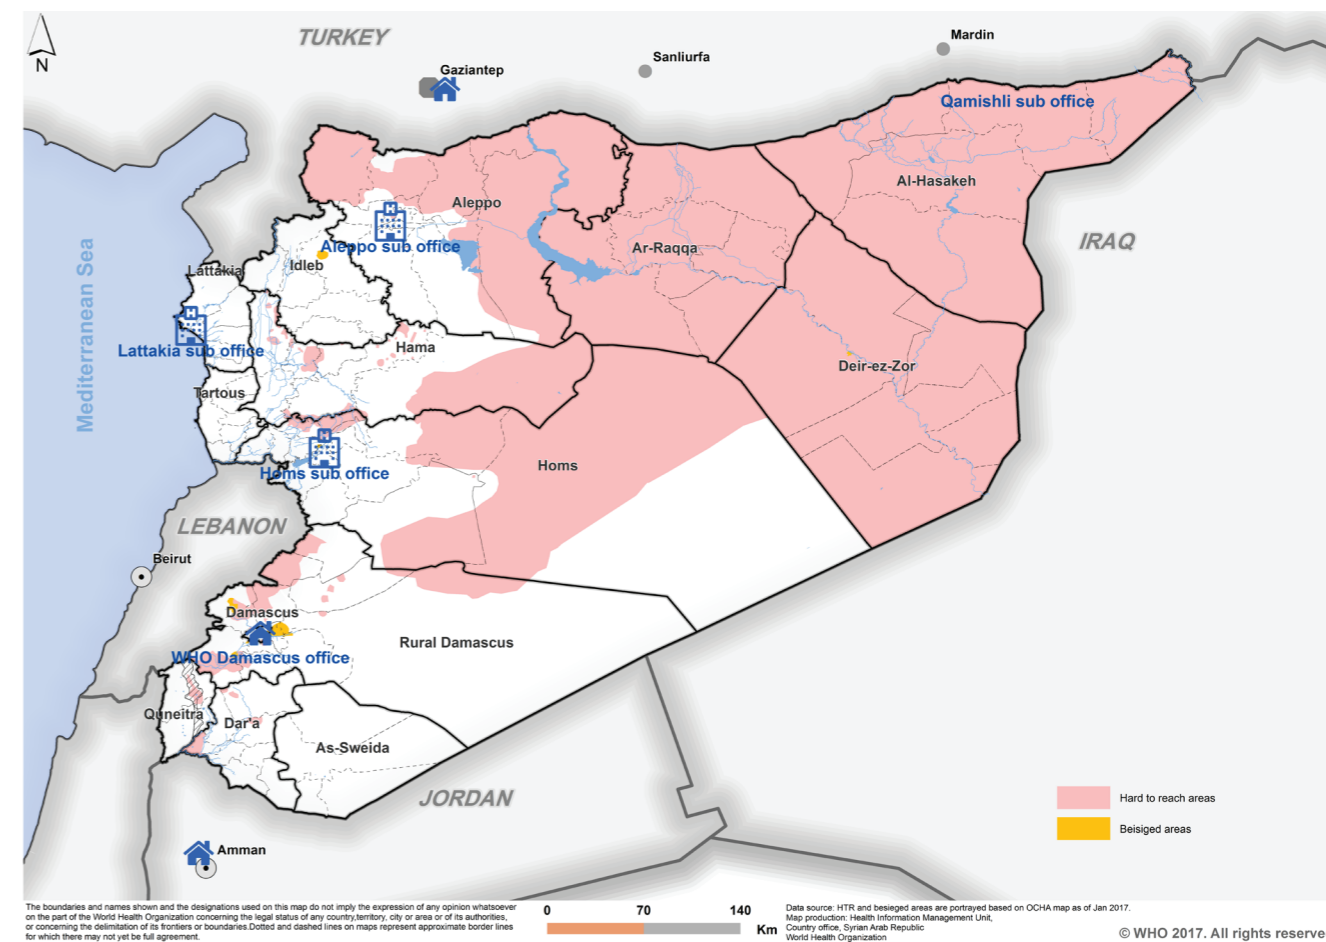 TURKEY
Mardin
Sanliurfa
Gaziantep
N
Qamishli sub office
Al-Hasakeh
Aleppo
IRAQ
Aleppo sub office
Ar-Raqqa
Idleb
Lattakia
Mediterranean Sea
Lattakia sub office
Hama
Deir-ez-Zor
Tartous
Homs
Homs sub office
LEBANON
Beirut
Damascus
Rural Damascus
WHO Damascus office
Quneitra
Dar'a
As-Sweida
JORDAN
Hard to reach areas
Beisiged areas
Amman
The boundaries and names shown and the designations used on this map do not imply the expression of any opinion whatsoever
on the part of the World Health Organization concerning the legal status of any country,territory, city or area or of its authorities,
or concerning the delimitation of its frontiers or boundaries.Dotted and dashed lines on maps represent approximate border lines
for which there may not yet be full agreement.
0 70 140
Km
Data source: HTR and besieged areas are portrayed based on OCHA map as of Jan 2017.
Map production: Health Information Management Unit,
Country office, Syrian Arab Republic
World Health Organization
© WHO 2017. All rights reserve